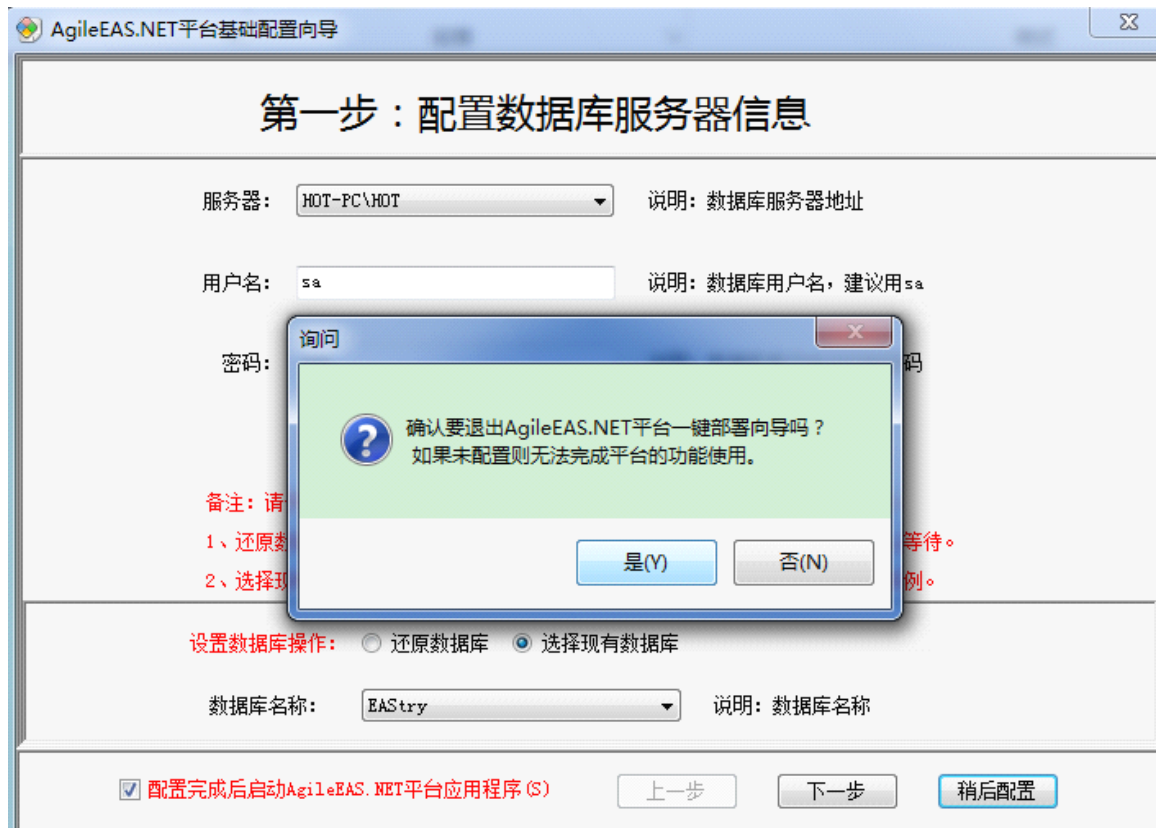 AgileEAS.NET平台基础配置向导
第一步：配置数据库服务器信息
服务器： HOT-PC\HOT 说明：数据库服务器地址
用户名： sa 说明：数据库用户名，建议用sa
询问
密码： 码
确认要退出AgileEAS.NET平台一键部署向导吗？
如果未配置则无法完成平台的功能使用。
备注：请
1、还原数 等待。
是(Y) 否(N)
2、选择现 例。
设置数据库操作： 还原数据库 选择现有数据库
数据库名称： EAStry 说明：数据库名称
配置完成后启动AgileEAS.NET平台应用程序(S) 上一步 下一步 稍后配置